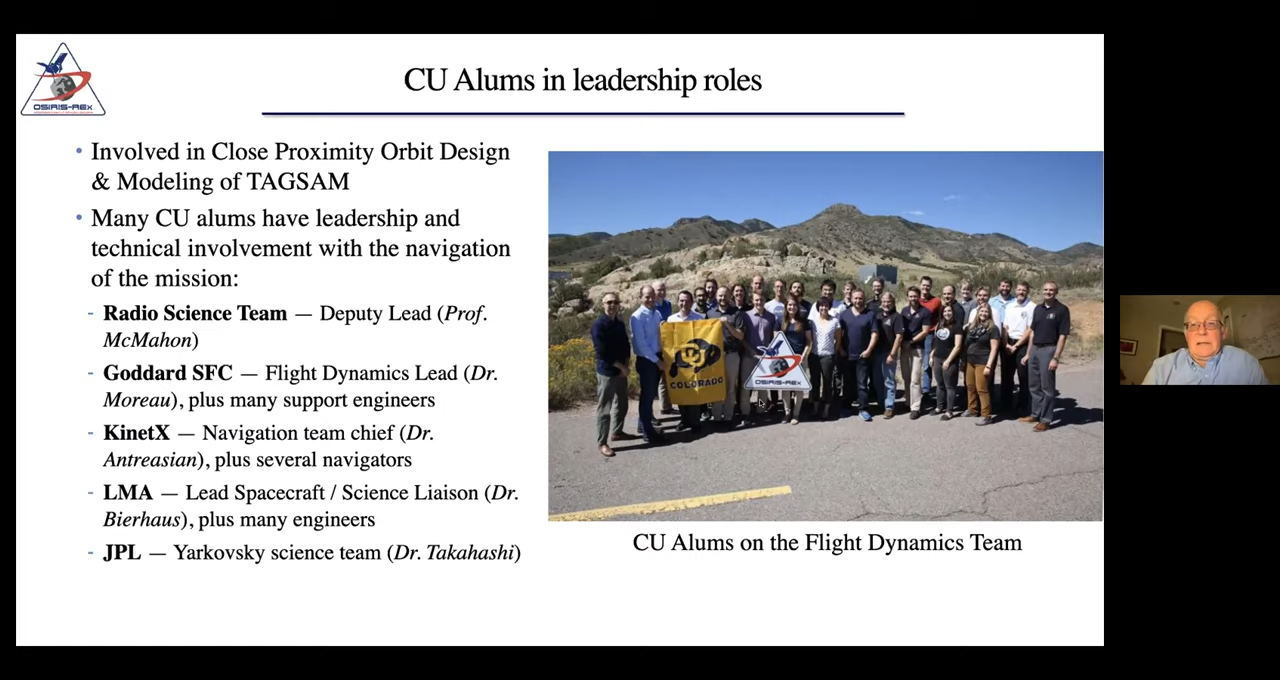 OSIRIS-REx
CU Alums in leadership roles
• Involved in Close Proximity Orbit Design
& Modeling of TAGSAM
• Many CU alums have leadership and
technical involvement with the navigation
of the mission:
- Radio Science Team — Deputy Lead (Prof.
McMahon)
- Goddard SFC — Flight Dynamics Lead (Dr.
Moreau), plus many support engineers
- KinetX — Navigation team chief (Dr.
Antreasian), plus several navigators
- LMA — Lead Spacecraft / Science Liaison (Dr.
Bierhaus), plus many engineers
- JPL — Yarkovsky science team (Dr. Takahashi)
CU
COLORADO
OSIRIS-REx
CU Alums on the Flight Dynamics Team